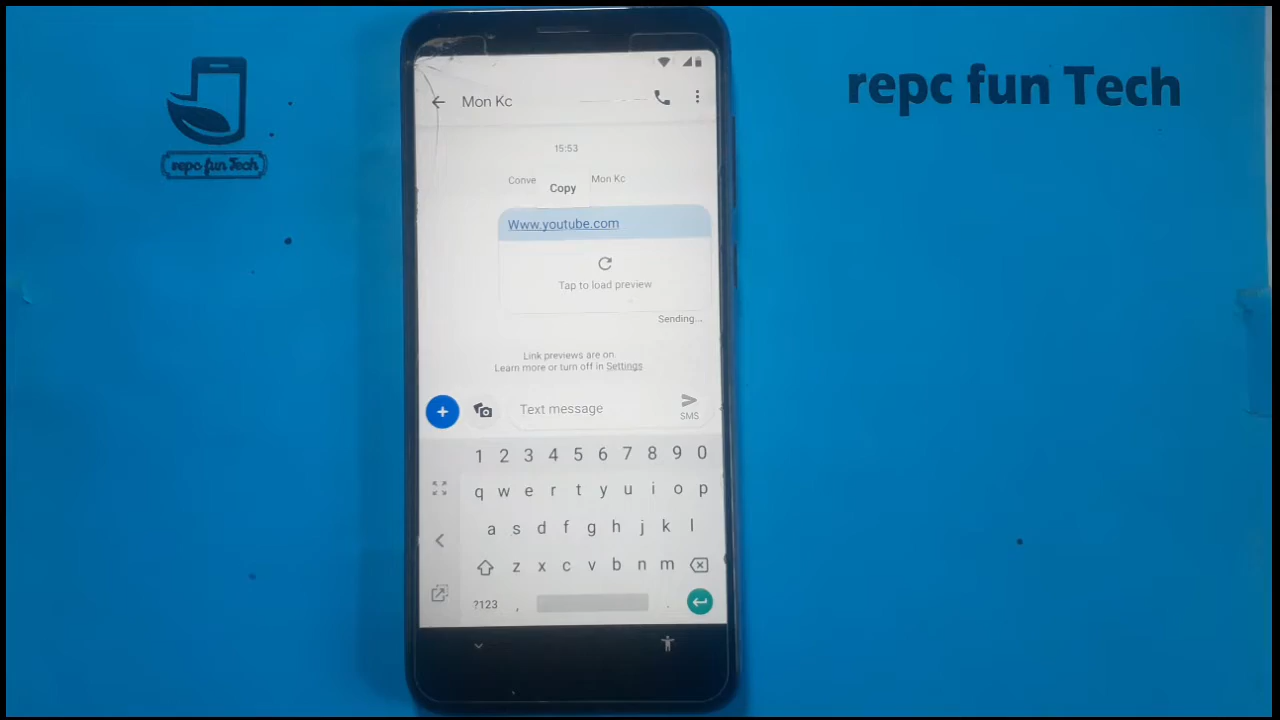 repc fun Tech
repc fun Tech
Mon Kc
15:53
Conve
Copy
Mon Kc
Www.youtube.com
Tap to load preview
Sending...
Link previews are on.
Learn more or turn off in Settings
Text message
SMS
1 2 3 4 5 6 7 8 9 0
q w e r t y u i o p
a s d f g h j k l
z x c v b n m
?123 , .